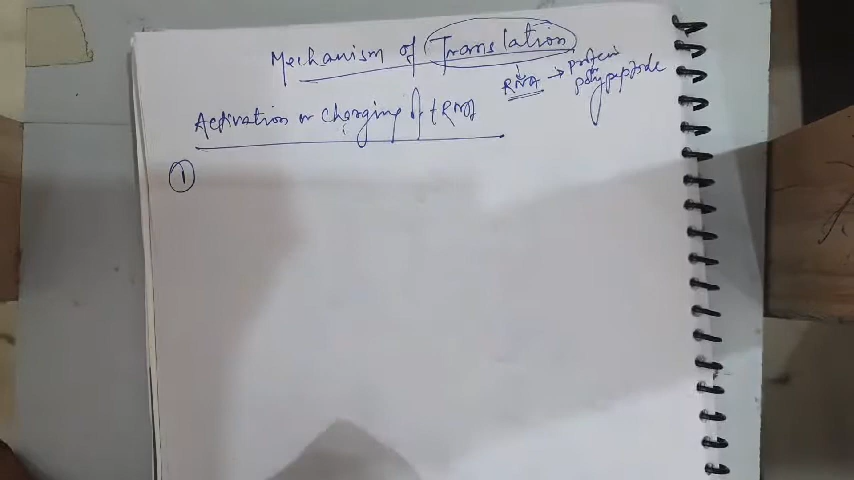 Mechanism of Translation
RNA → Protein
polypeptide
Activation or Charging of tRNA
1